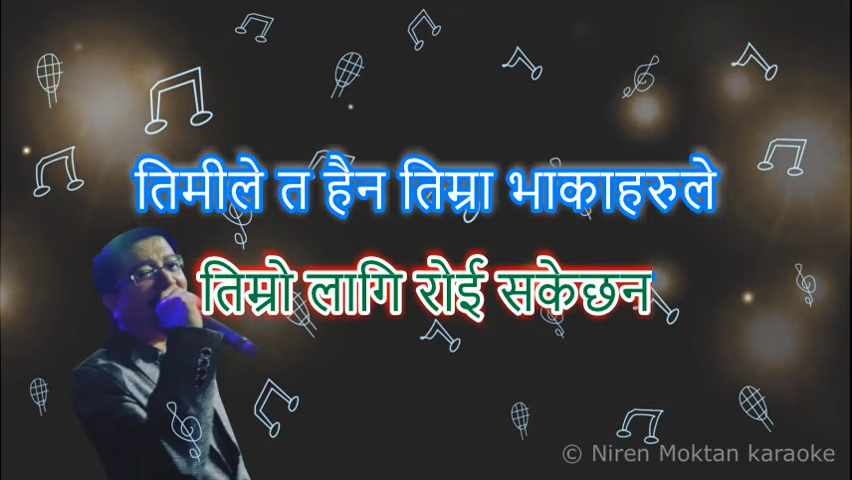 तिमीले त हैन तिम्रा भाकाहरुले
तिम्रो लागि रोई सकेछन
© Niren Moktan karaoke